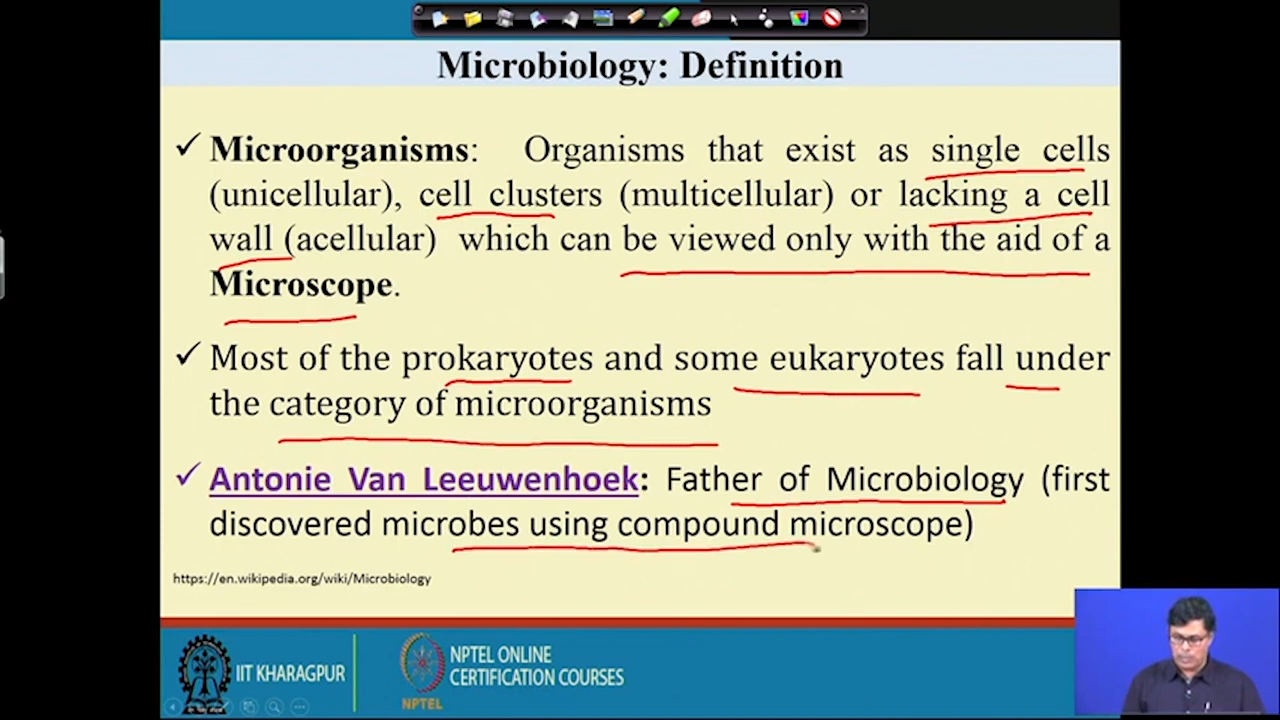 Microbiology: Definition
✓ Microorganisms: Organisms that exist as single cells
(unicellular), cell clusters (multicellular) or lacking a cell
wall (acellular) which can be viewed only with the aid of a
Microscope.
✓ Most of the prokaryotes and some eukaryotes fall under
the category of microorganisms
✓ Antonie Van Leeuwenhoek: Father of Microbiology (first
discovered microbes using compound microscope)
https://en.wikipedia.org/wiki/Microbiology
IIT KHARAGPUR
NPTEL
NPTEL ONLINE
CERTIFICATION COURSES